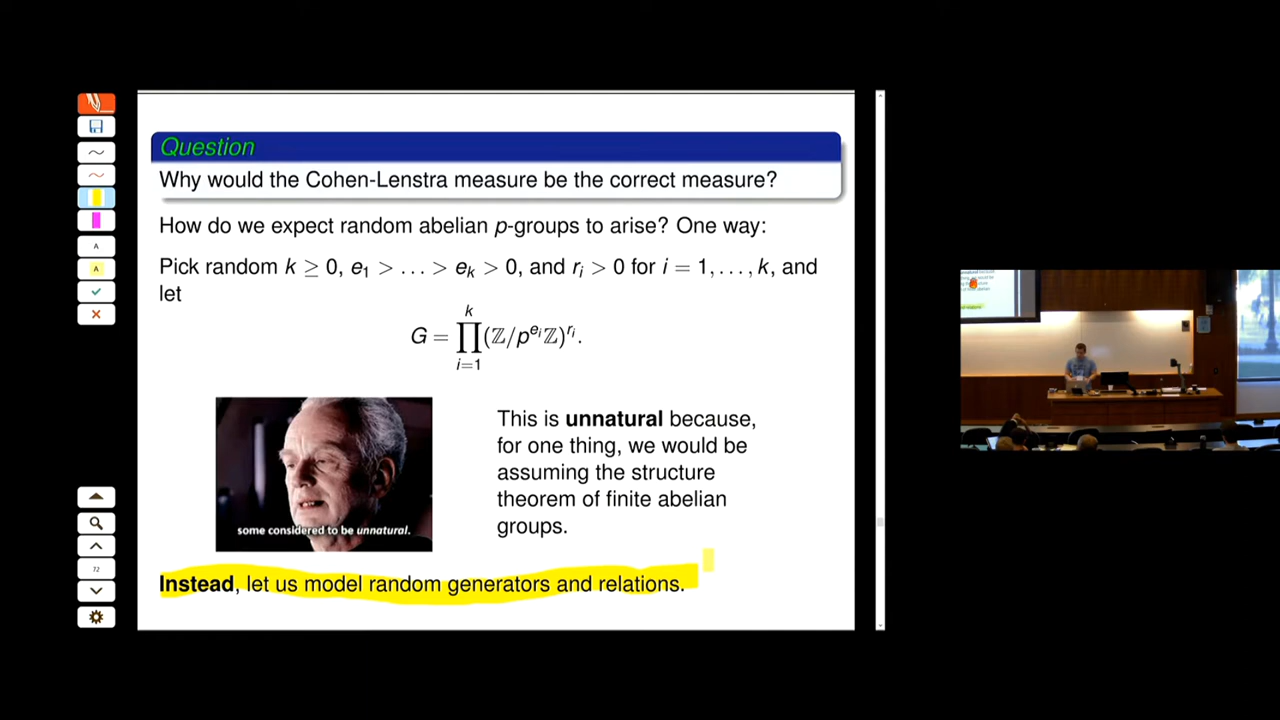 Question
Why would the Cohen-Lenstra measure be the correct measure?
How do we expect random abelian p-groups to arise? One way:
Pick random k ≥ 0, e₁ > … > eₖ > 0, and rᵢ > 0 for i = 1, …, k, and
let
G = ∏ᵢ₌₁ᵏ (ℤ/p^{eᵢ}ℤ)^{rᵢ}.
This is unnatural because,
for one thing, we would be
assuming the structure
theorem of finite abelian
groups.
some considered to be unnatural.
Instead, let us model random generators and relations.
A
A
72